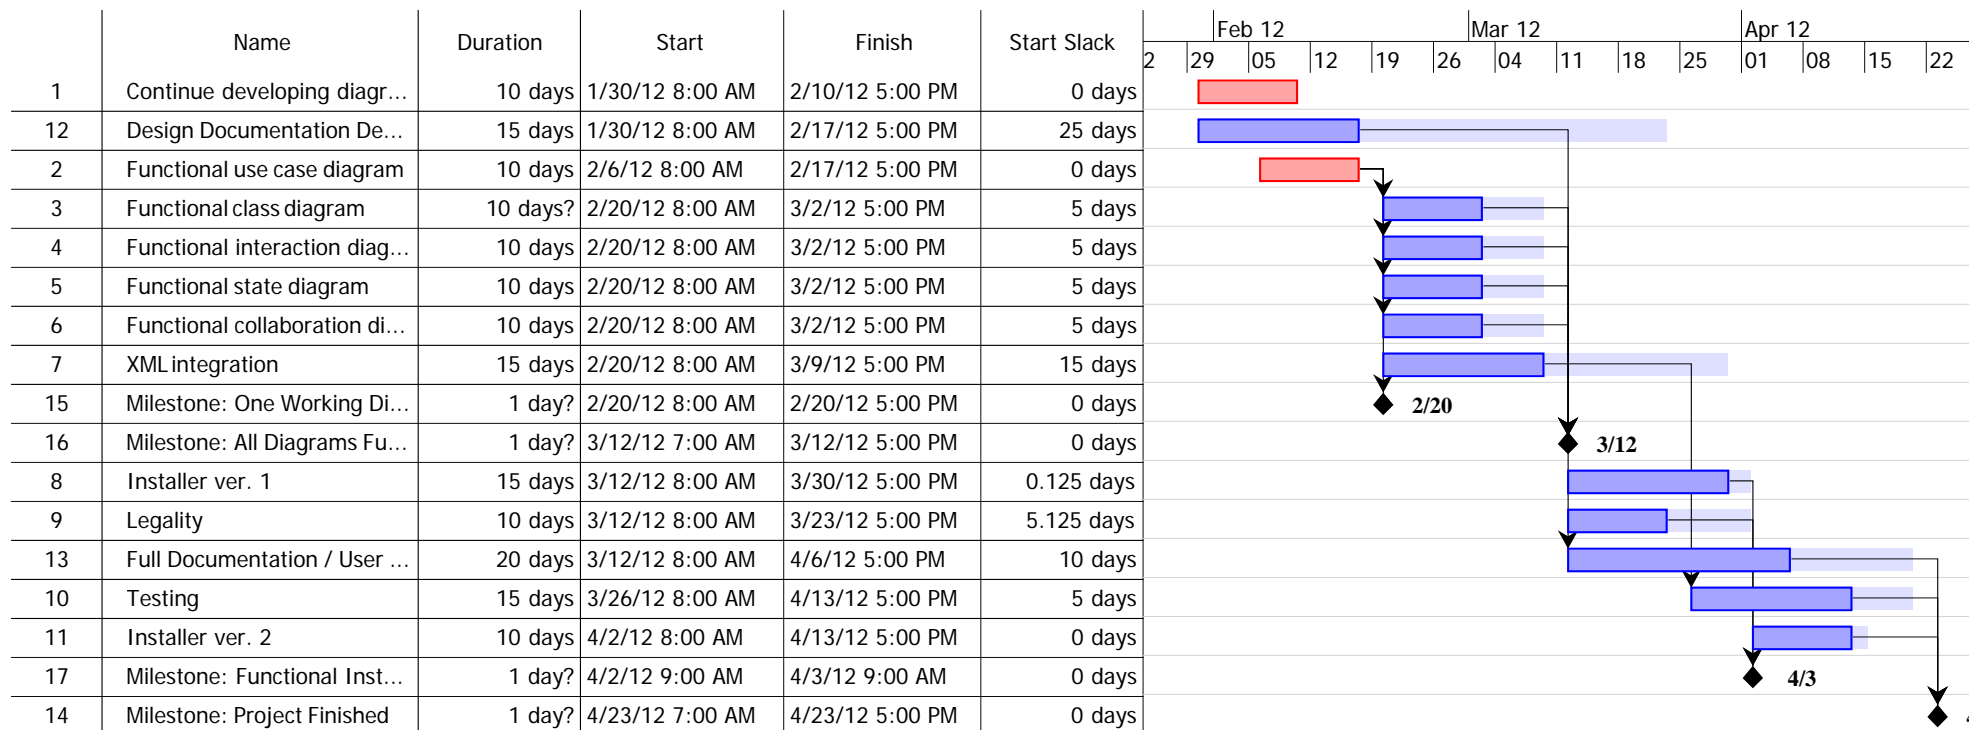 Feb 12 Mar 12 Apr 12
Name Duration Start Finish Start Slack 2 29 05 12 19 26 04 11 18 25 01 08 15 22
1 Continue developing diagr... 10 days 1/30/12 8:00 AM 2/10/12 5:00 PM 0 days
12 Design Documentation De... 15 days 1/30/12 8:00 AM 2/17/12 5:00 PM 25 days
2 Functional use case diagram 10 days 2/6/12 8:00 AM 2/17/12 5:00 PM 0 days
3 Functional class diagram 10 days? 2/20/12 8:00 AM 3/2/12 5:00 PM 5 days
4 Functional interaction diag... 10 days 2/20/12 8:00 AM 3/2/12 5:00 PM 5 days
5 Functional state diagram 10 days 2/20/12 8:00 AM 3/2/12 5:00 PM 5 days
6 Functional collaboration di... 10 days 2/20/12 8:00 AM 3/2/12 5:00 PM 5 days
7 XML integration 15 days 2/20/12 8:00 AM 3/9/12 5:00 PM 15 days
15 Milestone: One Working Di... 1 day? 2/20/12 8:00 AM 2/20/12 5:00 PM 0 days 2/20
16 Milestone: All Diagrams Fu... 1 day? 3/12/12 7:00 AM 3/12/12 5:00 PM 0 days 3/12
8 Installer ver. 1 15 days 3/12/12 8:00 AM 3/30/12 5:00 PM 0.125 days
9 Legality 10 days 3/12/12 8:00 AM 3/23/12 5:00 PM 5.125 days
13 Full Documentation / User ... 20 days 3/12/12 8:00 AM 4/6/12 5:00 PM 10 days
10 Testing 15 days 3/26/12 8:00 AM 4/13/12 5:00 PM 5 days
11 Installer ver. 2 10 days 4/2/12 8:00 AM 4/13/12 5:00 PM 0 days
17 Milestone: Functional Inst... 1 day? 4/2/12 9:00 AM 4/3/12 9:00 AM 0 days 4/3
14 Milestone: Project Finished 1 day? 4/23/12 7:00 AM 4/23/12 5:00 PM 0 days